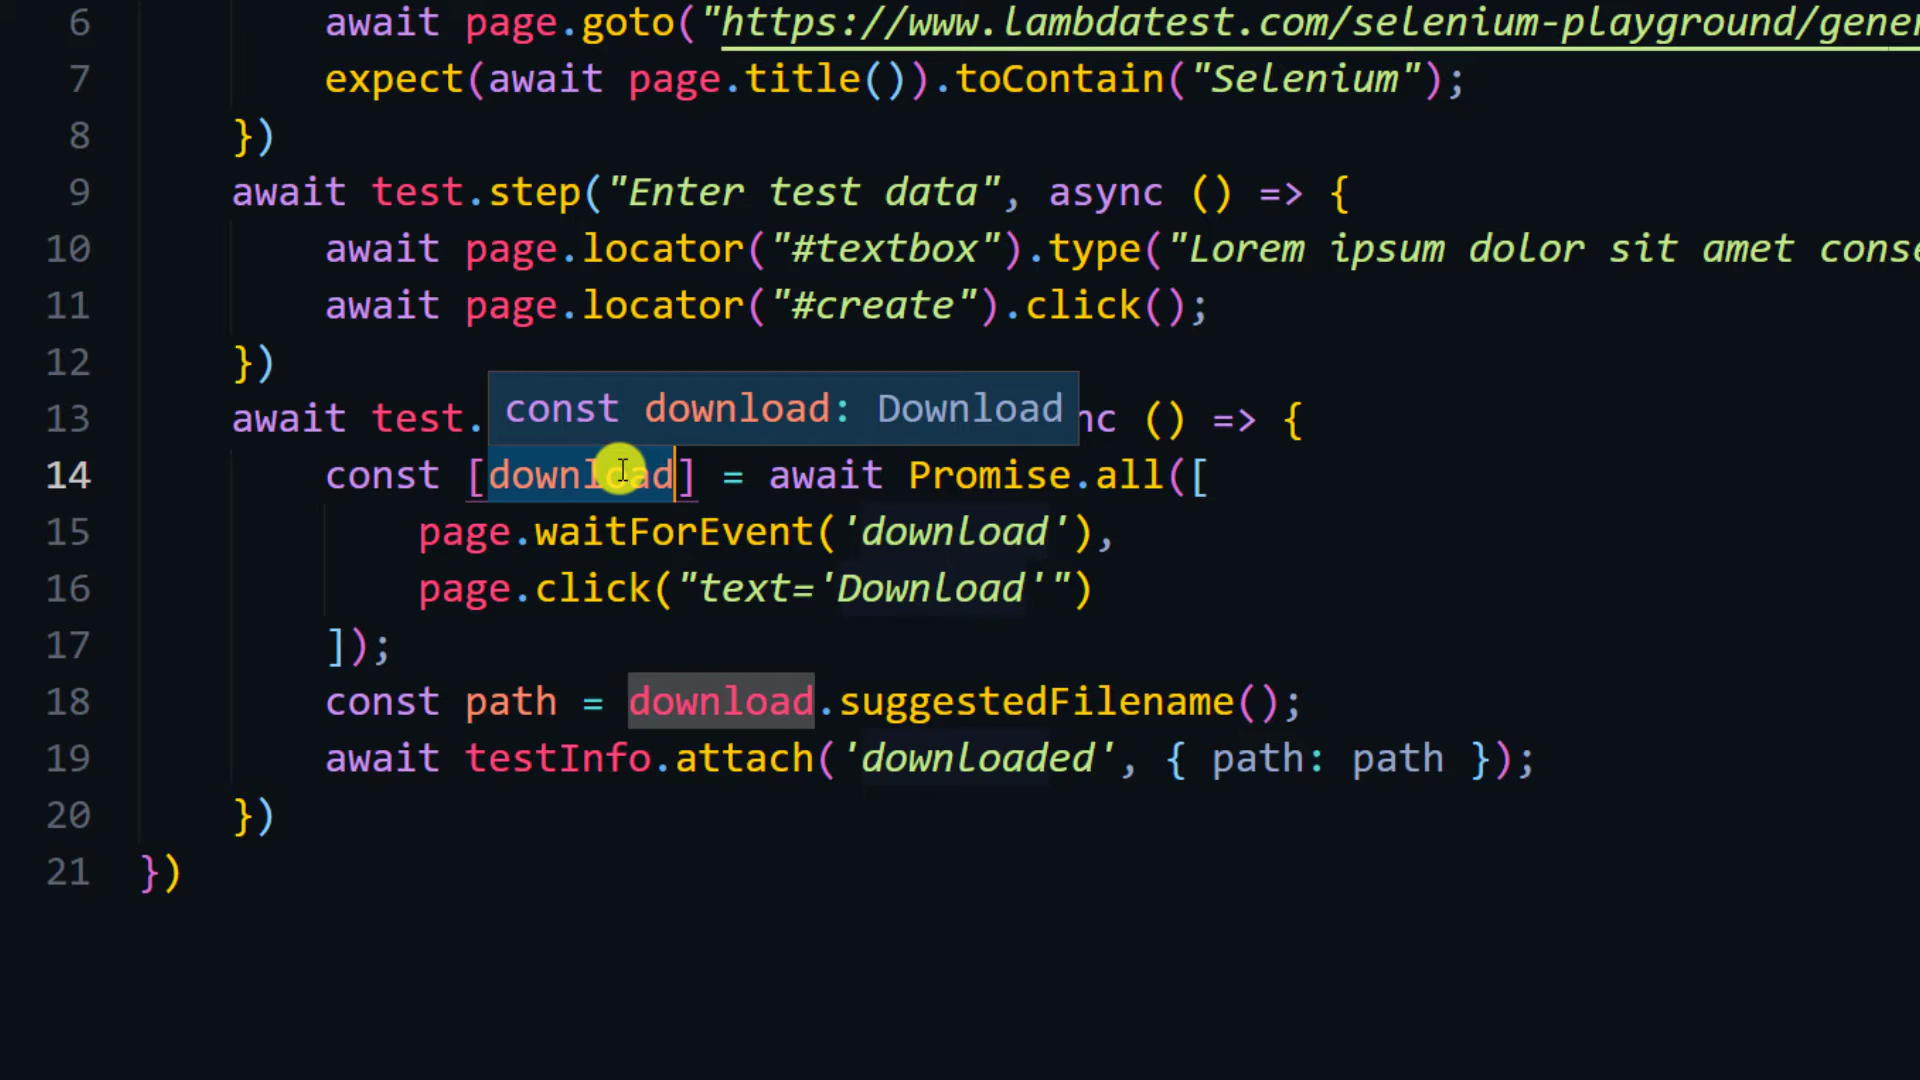 6 await page.goto("https://www.lambdatest.com/selenium-playground/gener
7 expect(await page.title()).toContain("Selenium");
8 })
9 await test.step("Enter test data", async () => {
10 await page.locator("#textbox").type("Lorem ipsum dolor sit amet conse
11 await page.locator("#create").click();
12 })
const download: Download
13 await test. nc () => {
14 const [download] = await Promise.all([
15 page.waitForEvent('download'),
16 page.click("text='Download'")
17 ]);
18 const path = download.suggestedFilename();
19 await testInfo.attach('downloaded', { path: path });
20 })
21 })